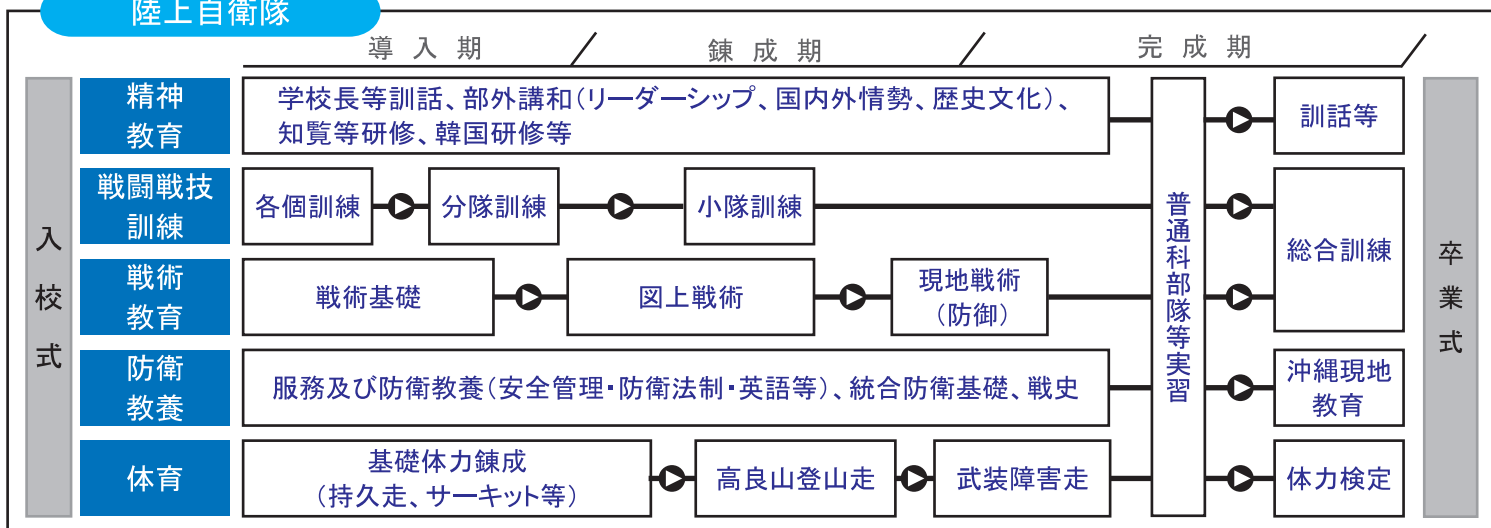 陸上自衛隊
導入期
錬成期
完成期
入校式
精神
教育
学校長等訓話、部外講和（リーダーシップ、国内外情勢、歴史文化）、
知覧等研修、韓国研修等
訓話等
戦闘戦技
訓練
各個訓練
分隊訓練
小隊訓練
総合訓練
戦術
教育
戦術基礎
図上戦術
現地戦術
（防御）
防衛
教養
服務及び防衛教養（安全管理・防衛法制・英語等）、統合防衛基礎、戦史
沖縄現地
教育
体育
基礎体力錬成
（持久走、サーキット等）
高良山登山走
武装障害走
体力検定
普通科部隊等実習
卒業式